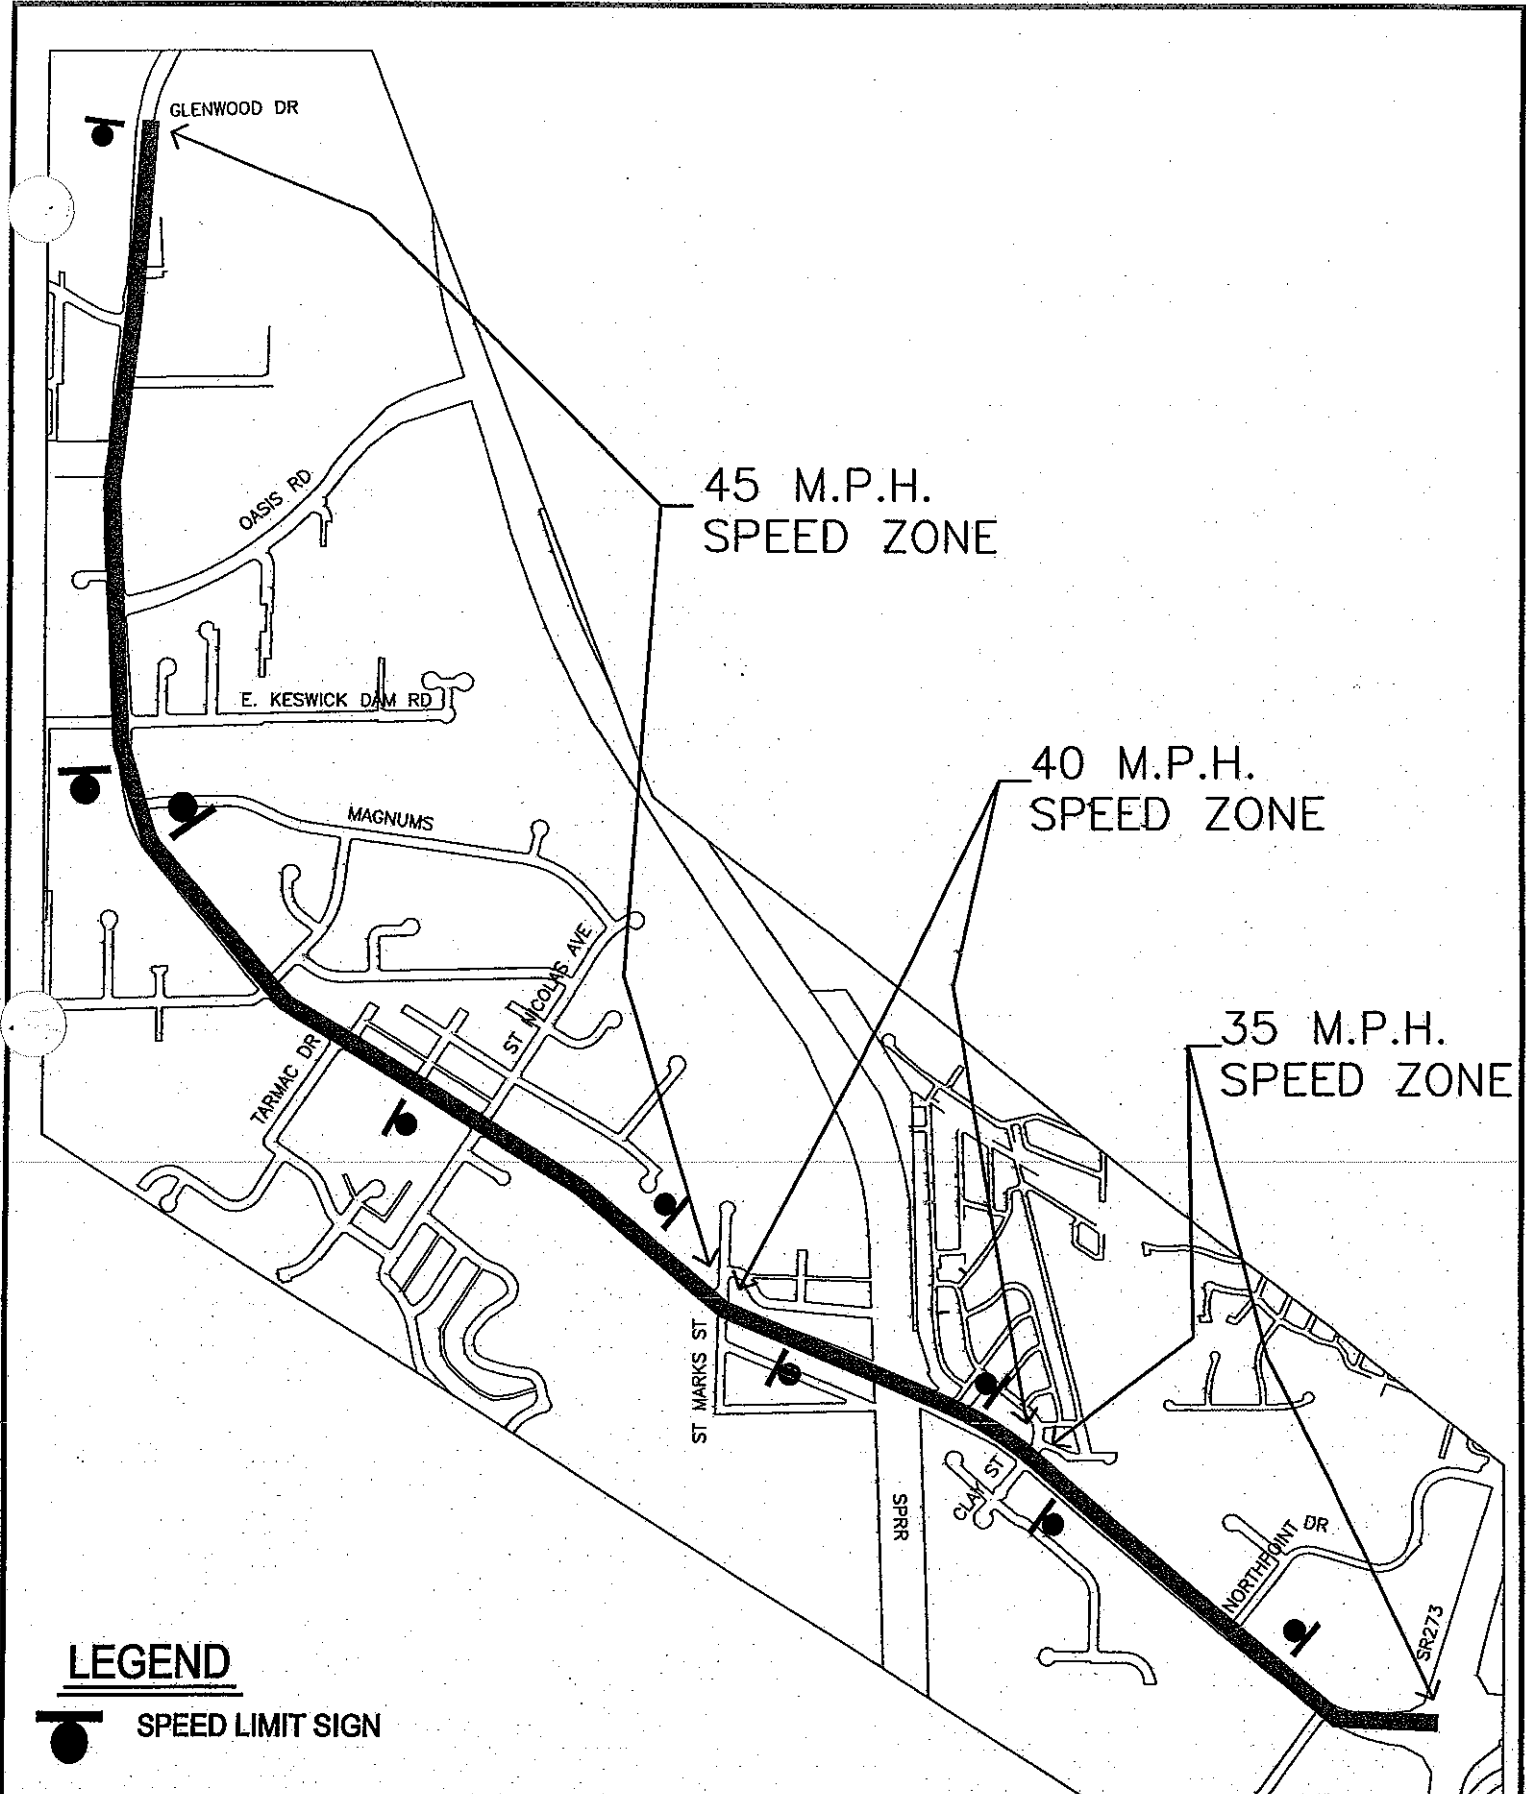 GLENWOOD DR
45 M.P.H.
SPEED ZONE
OASIS RD
E. KESWICK DAM RD
40 M.P.H.
SPEED ZONE
MAGNUMS
ST NICOLAS AVE
35 M.P.H.
SPEED ZONE
TARMAC DR
ST MARKS ST
CLAY ST
SPRR
NORTHPOINT DR
SR273
LEGEND
SPEED LIMIT SIGN